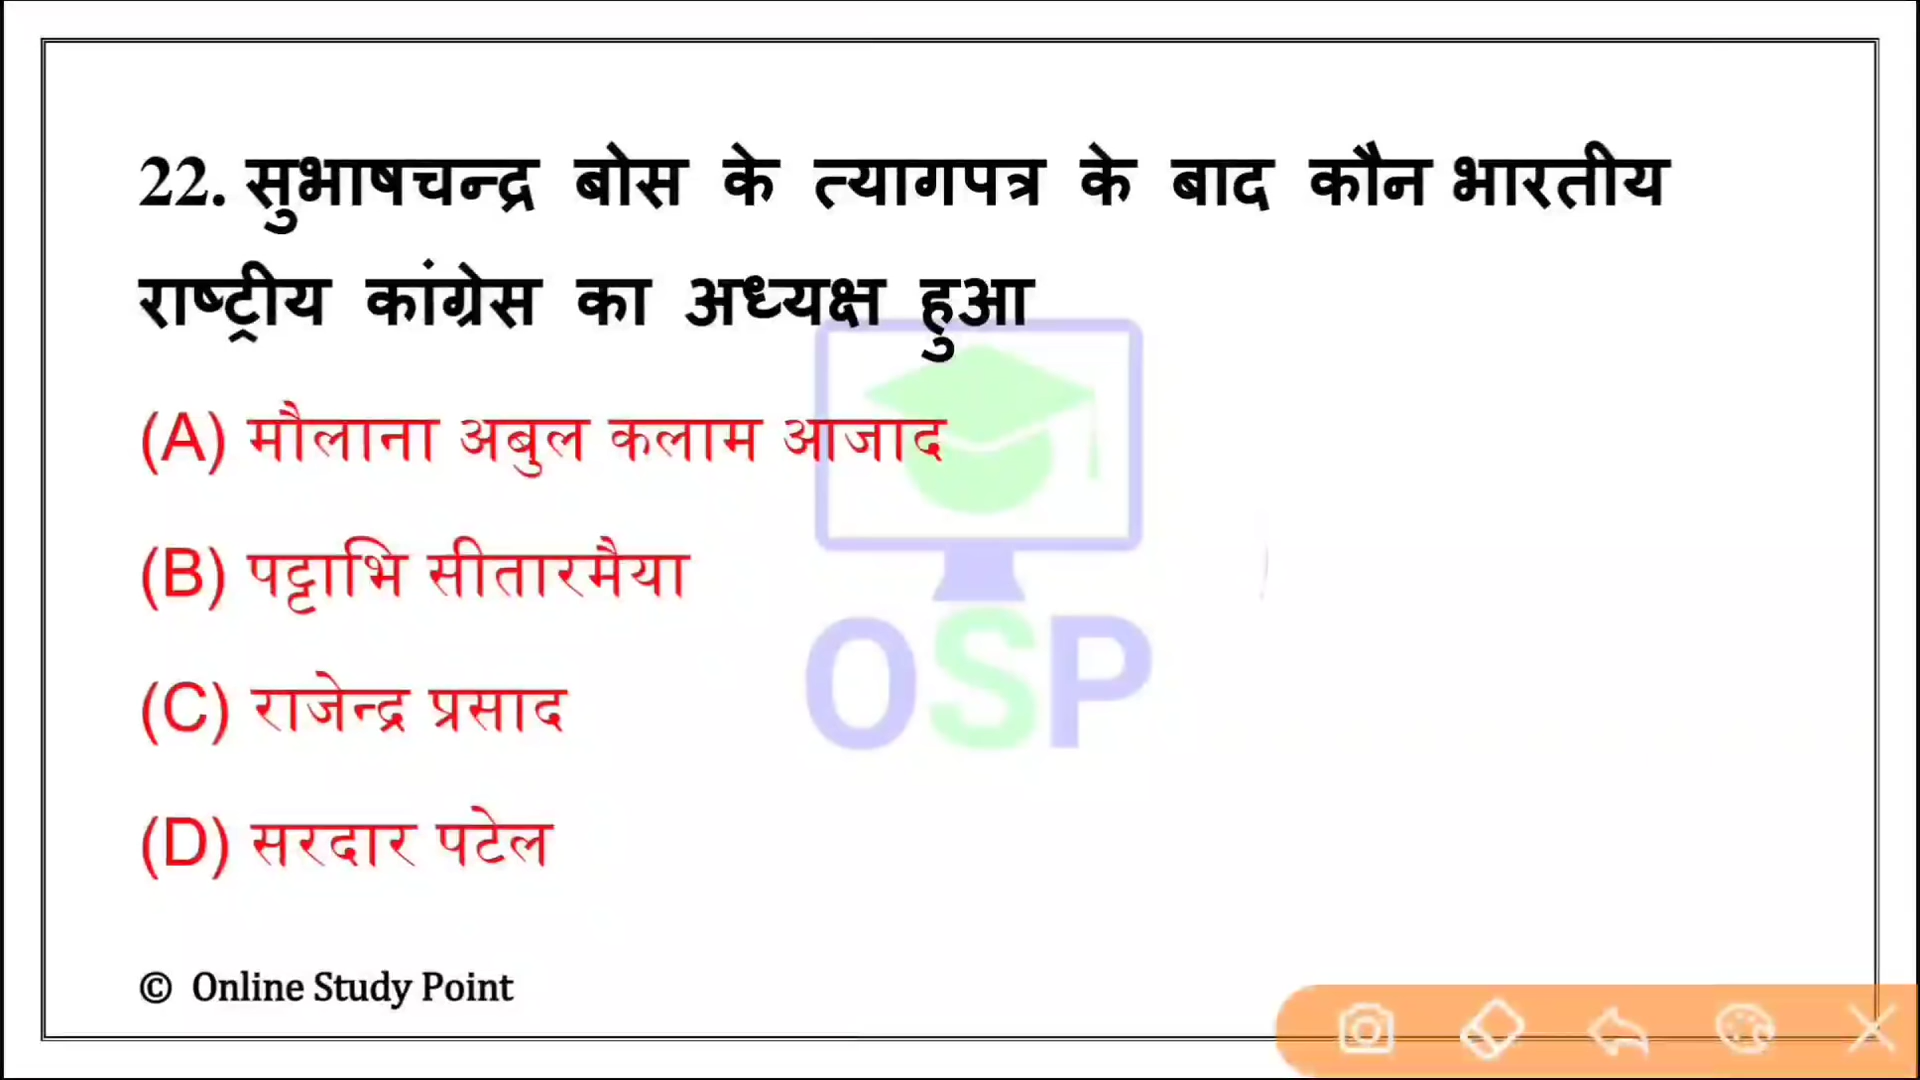 22. सुभाषचन्द्र बोस के त्यागपत्र के बाद कौन भारतीय
राष्ट्रीय कांग्रेस का अध्यक्ष हुआ
(A) मौलाना अबुल कलाम आजाद
(B) पट्टाभि सीतारमैया
(C) राजेन्द्र प्रसाद
(D) सरदार पटेल
OSP
© Online Study Point